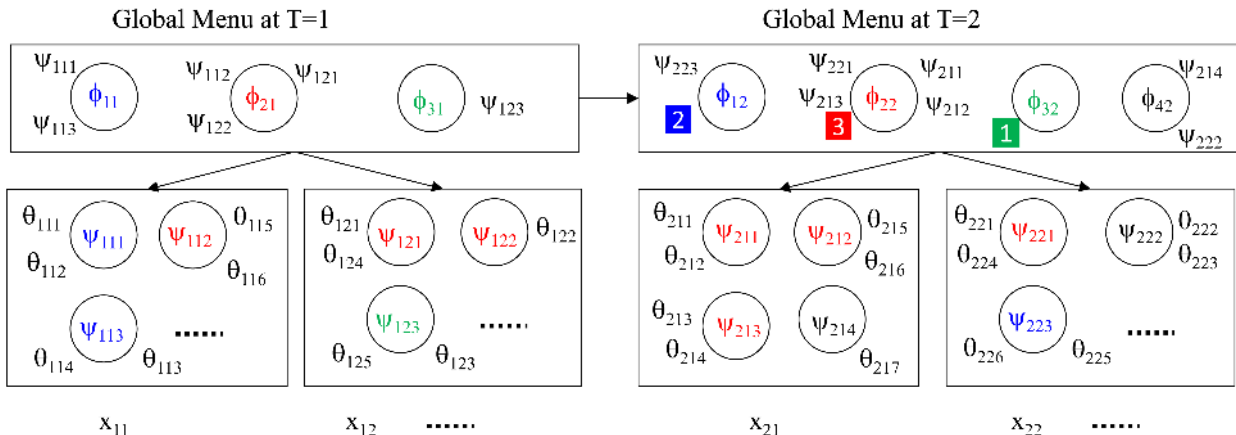 Global Menu at T=1
Global Menu at T=2
ψ₁₁₁ ϕ₁₁ ψ₁₁₃
ψ₁₁₂ ψ₁₂₁ ϕ₂₁ ψ₁₂₂
ϕ₃₁ ψ₁₂₃
ψ₂₂₃ ϕ₁₂ 2
ψ₂₂₁ ψ₂₁₁ ψ₂₁₃ ϕ₂₂ ψ₂₁₂ 3
ϕ₃₂ 1
ψ₂₁₄ ϕ₄₂ ψ₂₂₂
θ₁₁₁ ψ₁₁₁ θ₁₁₂
ψ₁₁₂ θ₁₁₅ θ₁₁₆
ψ₁₁₃ θ₁₁₄ θ₁₁₃ ......
θ₁₂₁ ψ₁₂₁ θ₁₂₄
ψ₁₂₂ θ₁₂₂
ψ₁₂₃ θ₁₂₅ θ₁₂₃ ......
θ₂₁₁ ψ₂₁₁ θ₂₁₂
ψ₂₁₂ θ₂₁₅ θ₂₁₆
θ₂₁₃ ψ₂₁₃ θ₂₁₄
ψ₂₁₄ θ₂₁₇
θ₂₂₁ ψ₂₂₁ θ₂₂₄
ψ₂₂₂ θ₂₂₂ θ₂₂₃
ψ₂₂₃ θ₂₂₆ θ₂₂₅ ......
x₁₁ x₁₂ ...... x₂₁ x₂₂ ......